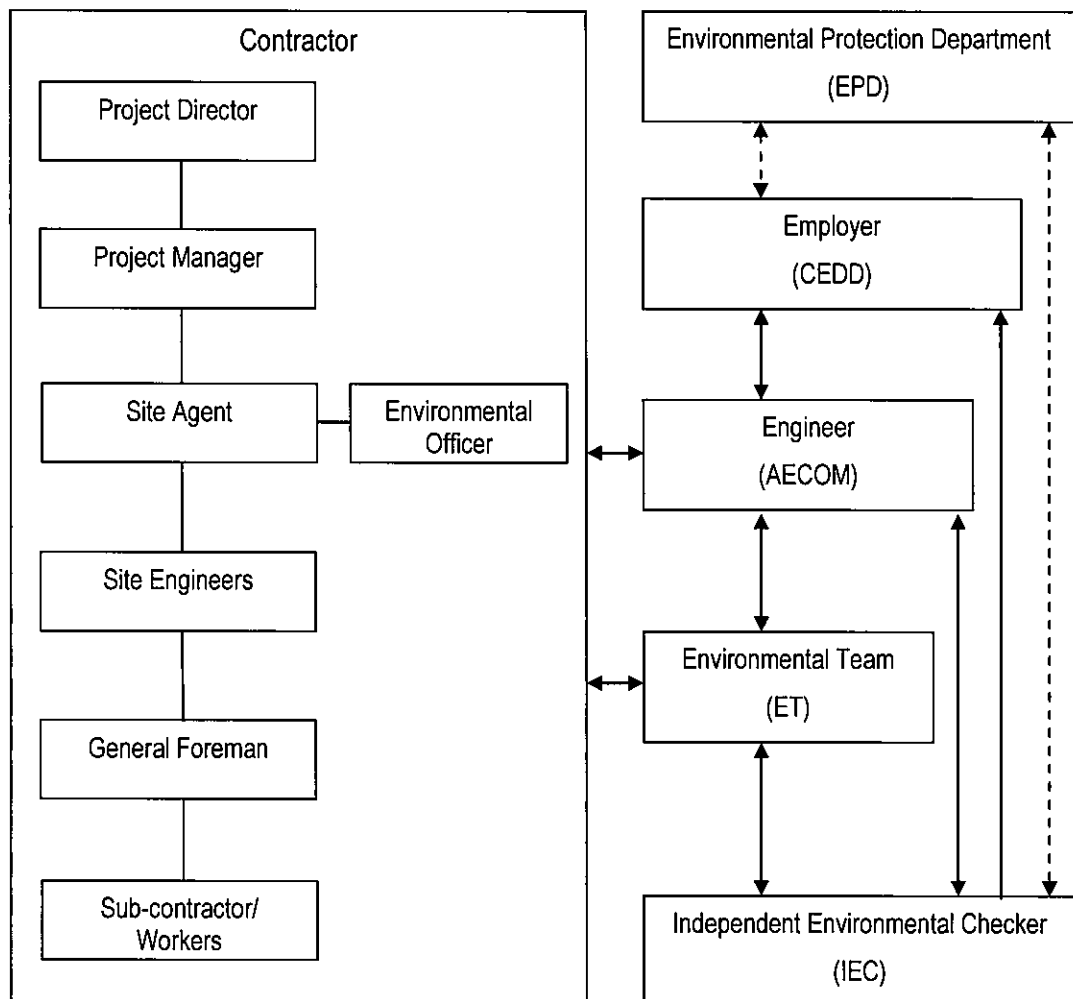 Contractor
Project Director
Project Manager
Site Agent
Environmental
Officer
Site Engineers
General Foreman
Sub-contractor/
Workers
Environmental Protection Department
(EPD)
Employer
(CEDD)
Engineer
(AECOM)
Environmental Team
(ET)
Independent Environmental Checker
(IEC)